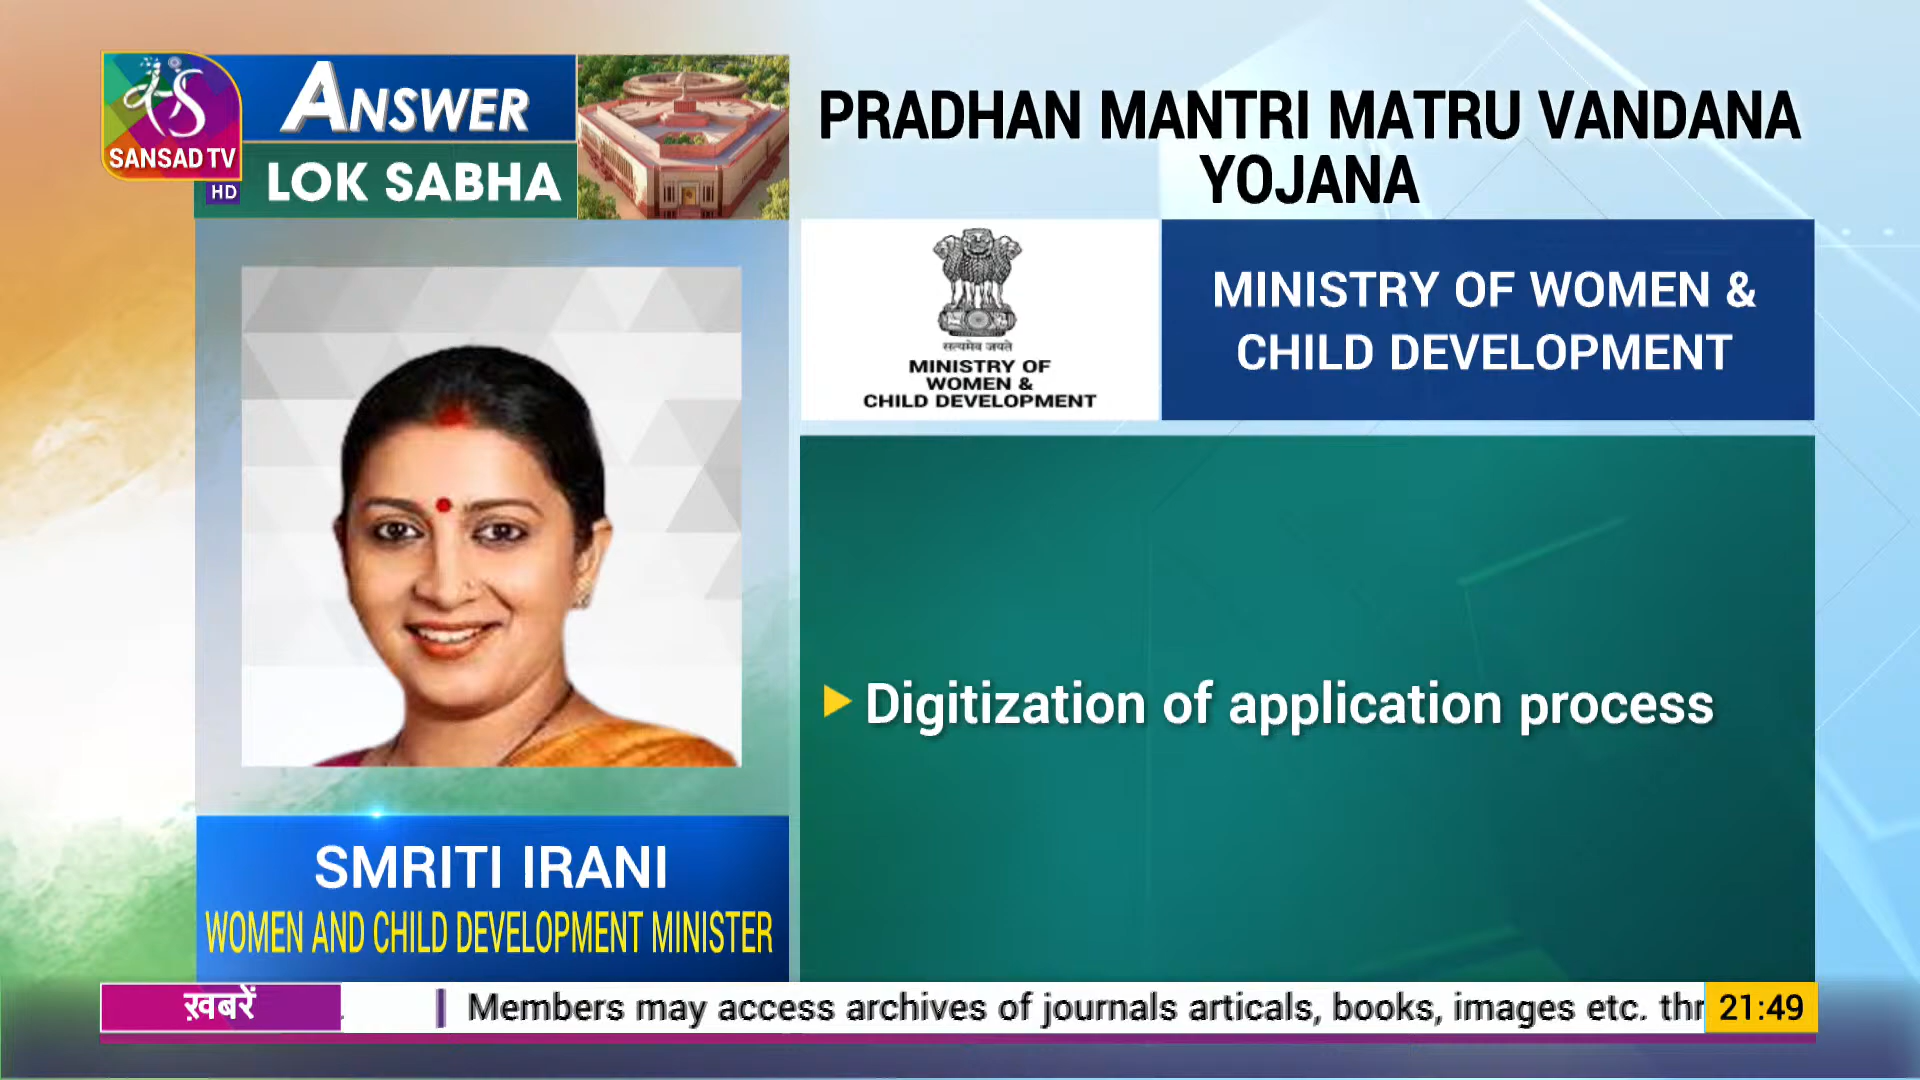 SANSAD TV
HD
ANSWER
LOK SABHA
PRADHAN MANTRI MATRU VANDANA
YOJANA
सत्यमेव जयते
MINISTRY OF
WOMEN &
CHILD DEVELOPMENT
MINISTRY OF WOMEN &
CHILD DEVELOPMENT
Digitization of application process
SMRITI IRANI
WOMEN AND CHILD DEVELOPMENT MINISTER
ख़बरें
Members may access archives of journals articals, books, images etc. thr
21:49